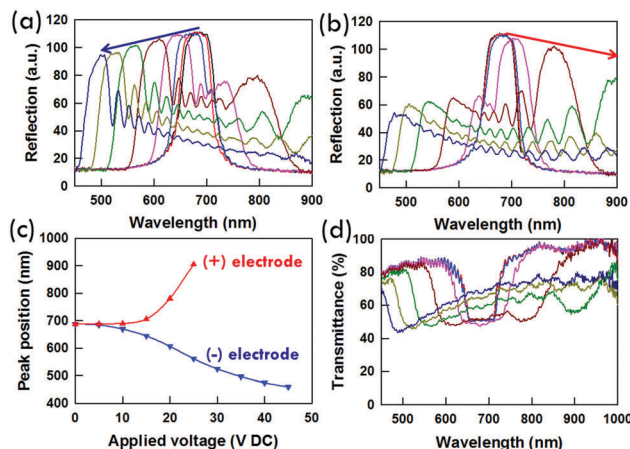 (a)
120
100
80
60
40
20
0
Reflection (a.u.)
500 600 700 800 900
Wavelength (nm)
(b)
120
100
80
60
40
20
0
Reflection (a.u.)
500 600 700 800 900
Wavelength (nm)
(c)
1000
900
800
700
600
500
400
Peak position (nm)
(+) electrode
(-) electrode
0 10 20 30 40 50
Applied voltage (V DC)
(d)
100
80
60
40
20
0
Transmittance (%)
500 600 700 800 900 1000
Wavelength (nm)